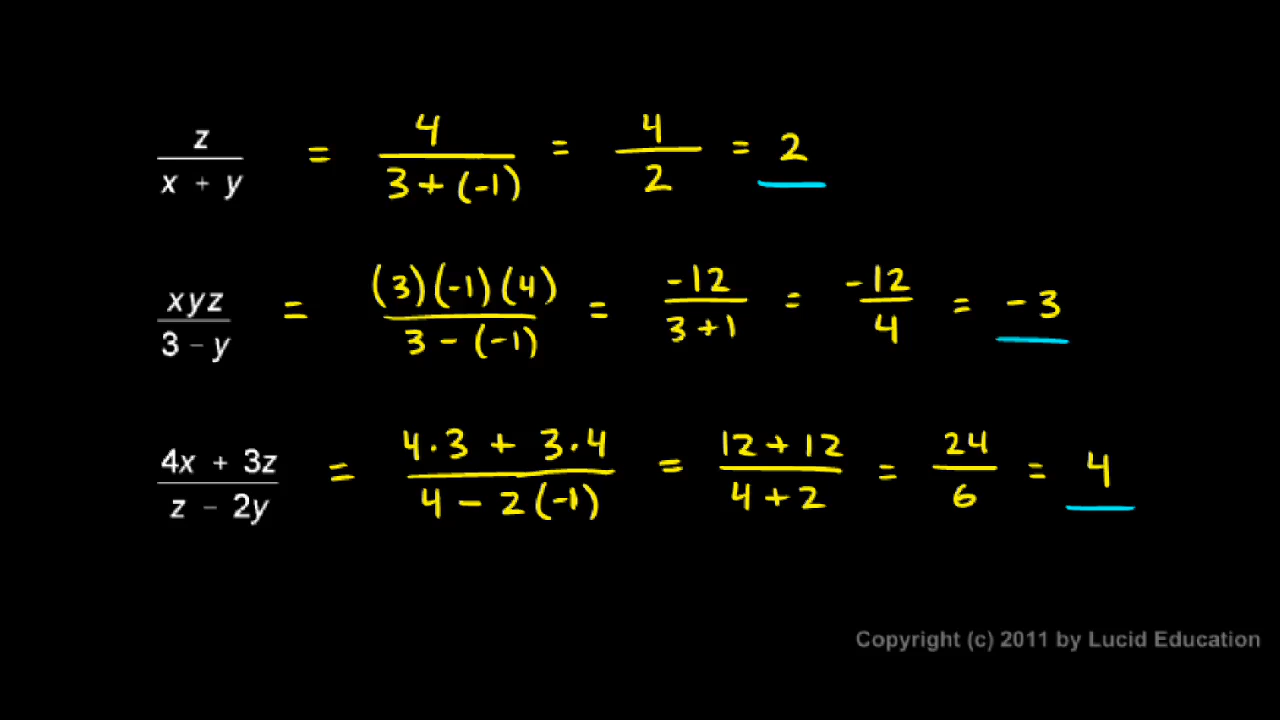 z/(x + y) = 4/(3 + (-1)) = 4/2 = 2
xyz/(3 – y) = (3)(-1)(4)/(3 - (-1)) = -12/(3 + 1) = -12/4 = -3
(4x + 3z)/(z – 2y) = (4·3 + 3·4)/(4 - 2(-1)) = (12 + 12)/(4 + 2) = 24/6 = 4
Copyright (c) 2011 by Lucid Education